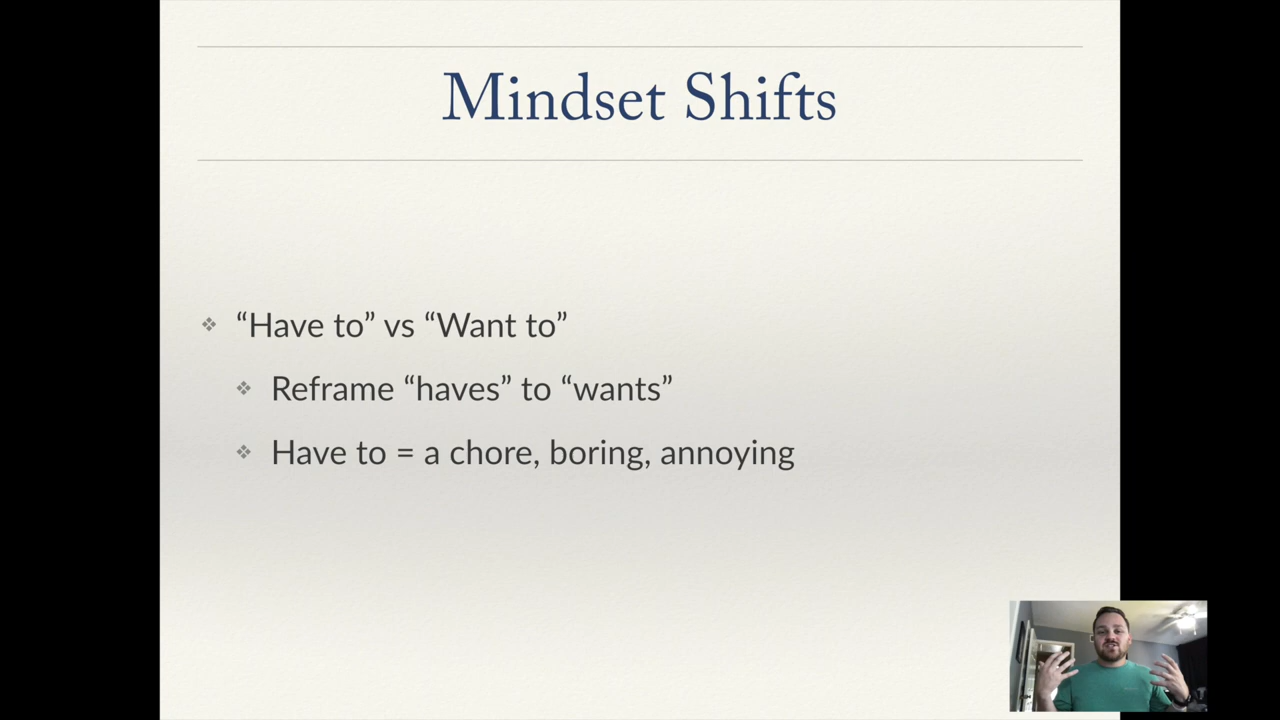 Mindset Shifts
“Have to” vs “Want to”
Reframe “haves” to “wants”
Have to = a chore, boring, annoying